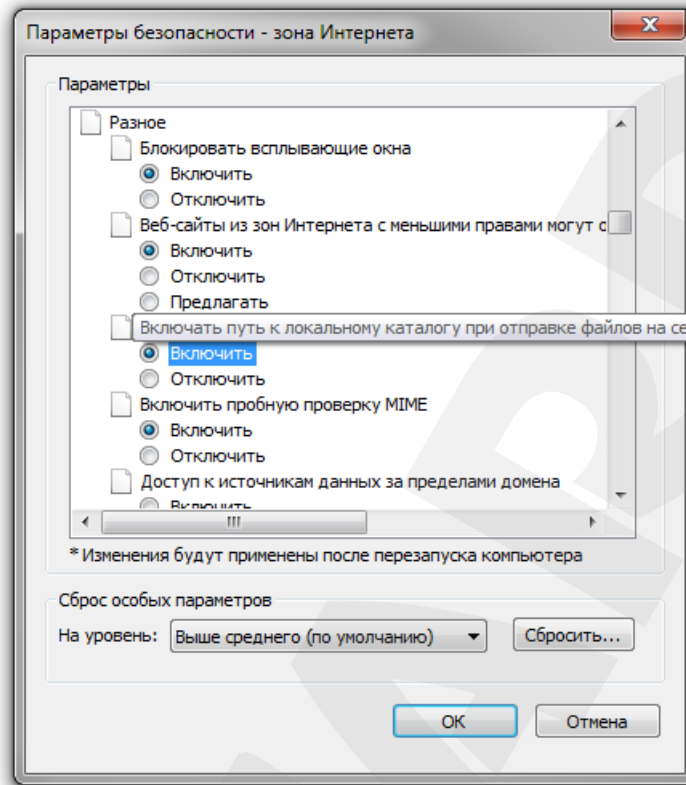 Параметры безопасности - зона Интернета
Параметры
Разное
Блокировать всплывающие окна
Включить
Отключить
Веб-сайты из зон Интернета с меньшими правами могут о
Включить
Отключить
Предлагать
Включать путь к локальному каталогу при отправке файлов на се
Включить
Отключить
Включить пробную проверку MIME
Включить
Отключить
Доступ к источникам данных за пределами домена
Включить
* Изменения будут применены после перезапуска компьютера
Сброс особых параметров
На уровень: Выше среднего (по умолчанию) Сбросить...
ОК Отмена